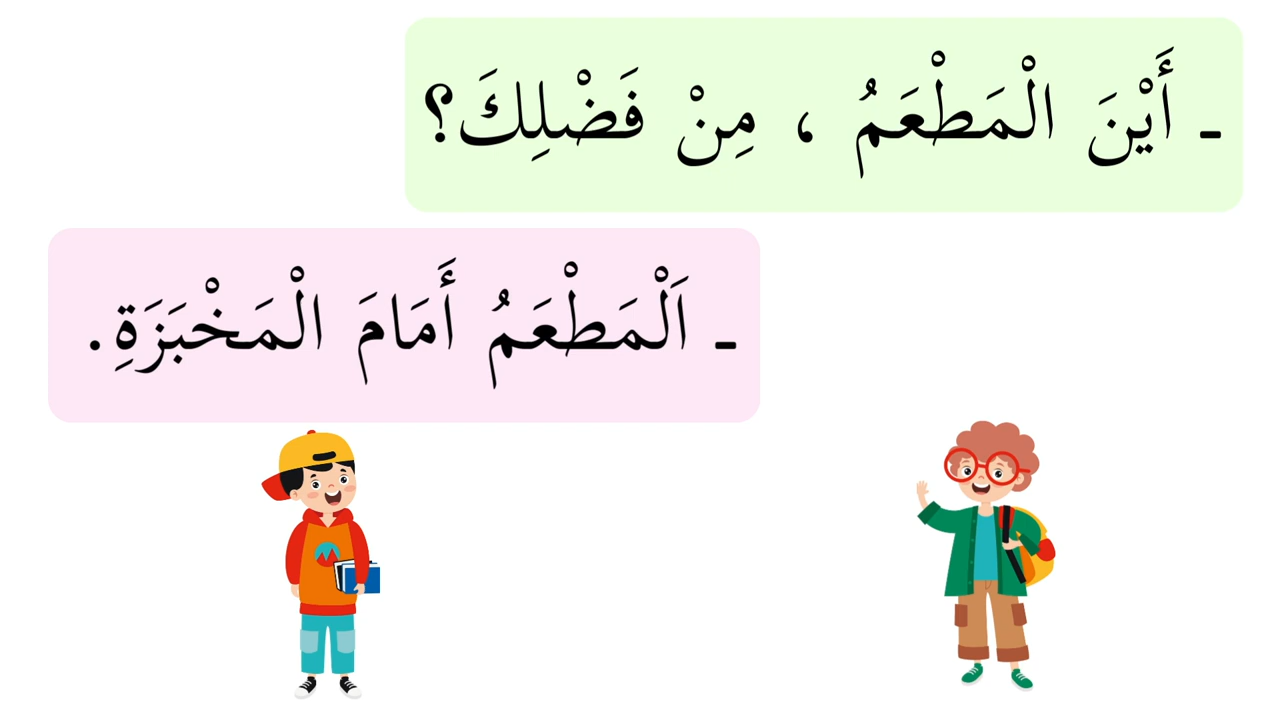 - أَيْنَ الْمَطْعَمُ ، مِنْ فَضْلِكَ؟
- اَلْمَطْعَمُ أَمَامَ الْمَخْبَزَةِ.